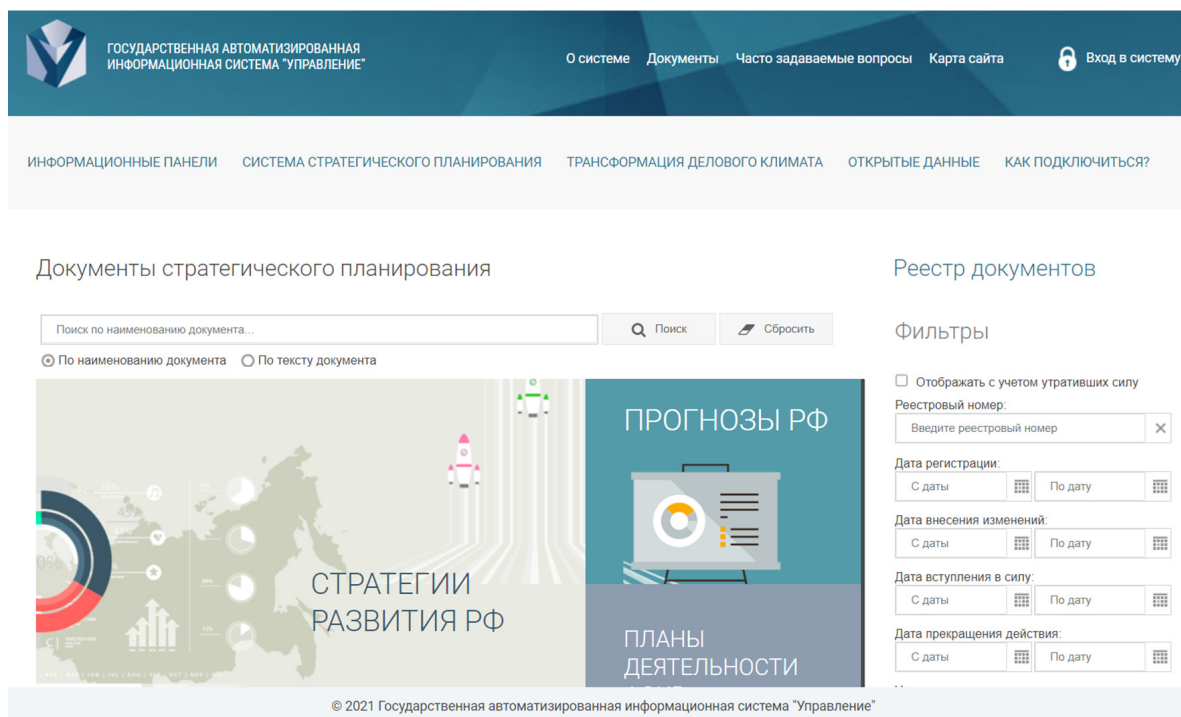 ГОСУДАРСТВЕННАЯ АВТОМАТИЗИРОВАННАЯ
ИНФОРМАЦИОННАЯ СИСТЕМА "УПРАВЛЕНИЕ"
О системе Документы Часто задаваемые вопросы Карта сайта Вход в систему
ИНФОРМАЦИОННЫЕ ПАНЕЛИ СИСТЕМА СТРАТЕГИЧЕСКОГО ПЛАНИРОВАНИЯ ТРАНСФОРМАЦИЯ ДЕЛОВОГО КЛИМАТА ОТКРЫТЫЕ ДАННЫЕ КАК ПОДКЛЮЧИТЬСЯ?
Документы стратегического планирования
Поиск по наименованию документа...
Поиск Сбросить
По наименованию документа По тексту документа
СТРАТЕГИИ
РАЗВИТИЯ РФ
ПРОГНОЗЫ РФ
ПЛАНЫ
ДЕЯТЕЛЬНОСТИ
Реестр документов
Фильтры
Отображать с учетом утративших силу
Реестровый номер:
Введите реестровый номер
Дата регистрации:
С даты По дату
Дата внесения изменений:
С даты По дату
Дата вступления в силу:
С даты По дату
Дата прекращения действия:
С даты По дату
© 2021 Государственная автоматизированная информационная система "Управление"